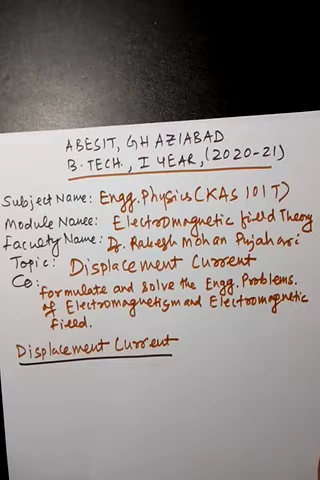 ABESIT, GHAZIABAD
B.TECH., I YEAR, (2020-21)
Subject Name: Engg. Physics (KAS 101T)
Module Namee: Electromagnetic field Theory
Faculty Name: Dr. Rakesh Mohan Pujahari
Topic: Displacement Current
Co: formulate and solve the Engg. Problems.
of Electromagnetism and Electromagnetic
field.
Displacement Current